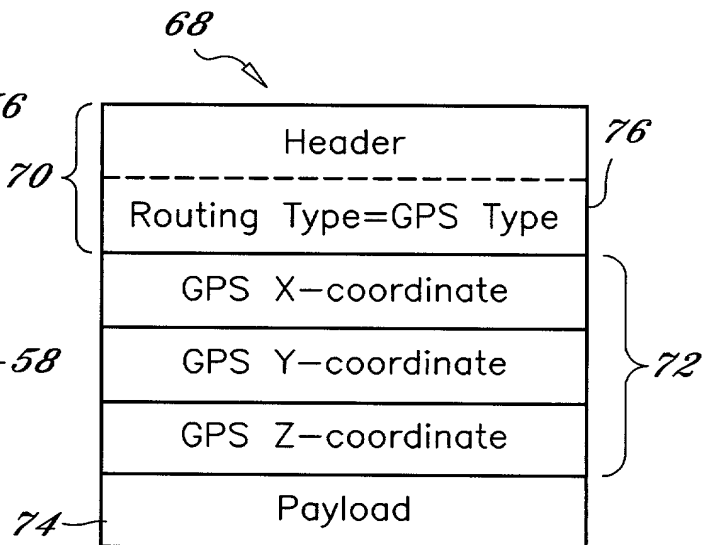 68
70
Header
76
Routing Type=GPS Type
GPS X-coordinate
58
GPS Y-coordinate
72
GPS Z-coordinate
74
Payload